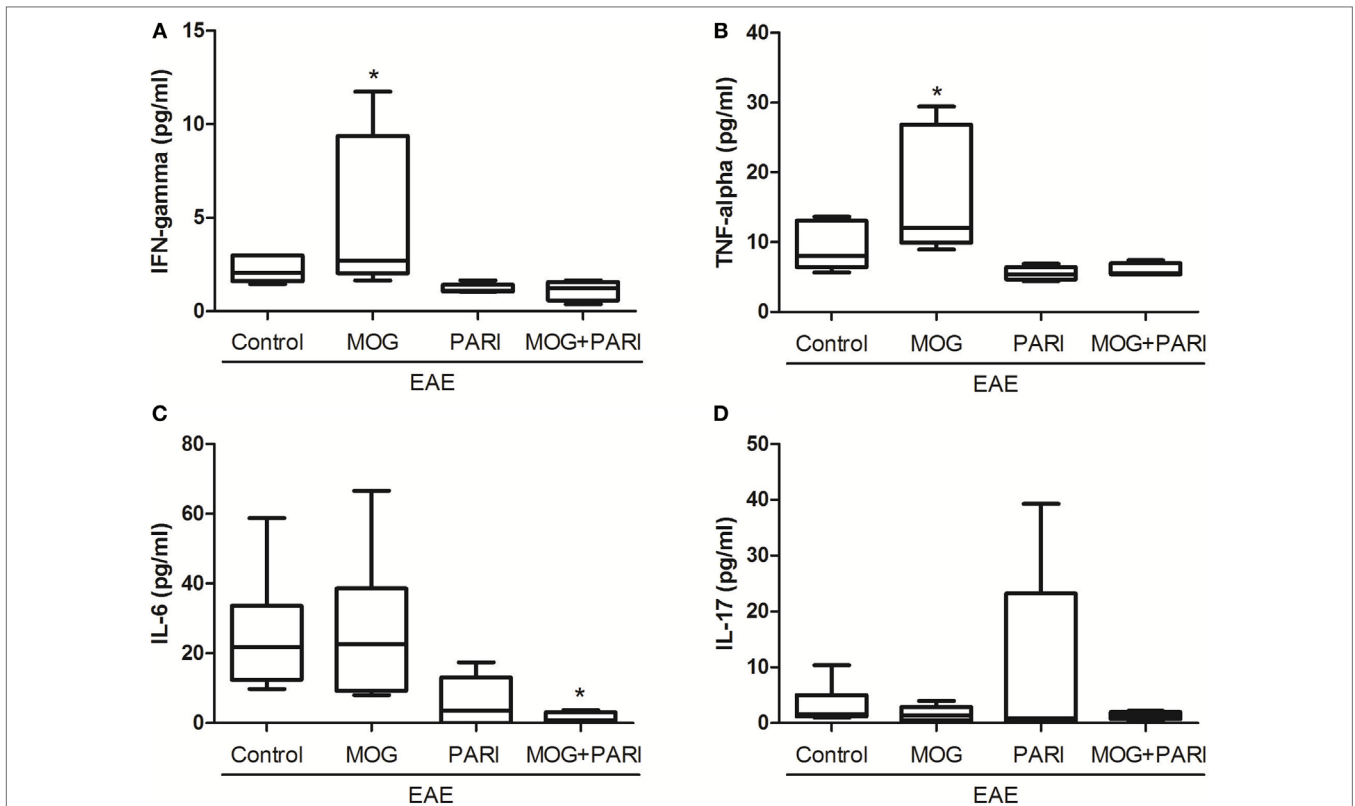 A
IFN-gamma (pg/ml)
15
10
5
0
*
Control MOG PARI MOG+PARI
EAE
B
TNF-alpha (pg/ml)
40
30
20
10
0
*
Control MOG PARI MOG+PARI
EAE
C
IL-6 (pg/ml)
80
60
40
20
0
*
Control MOG PARI MOG+PARI
EAE
D
IL-17 (pg/ml)
50
40
30
20
10
0
Control MOG PARI MOG+PARI
EAE